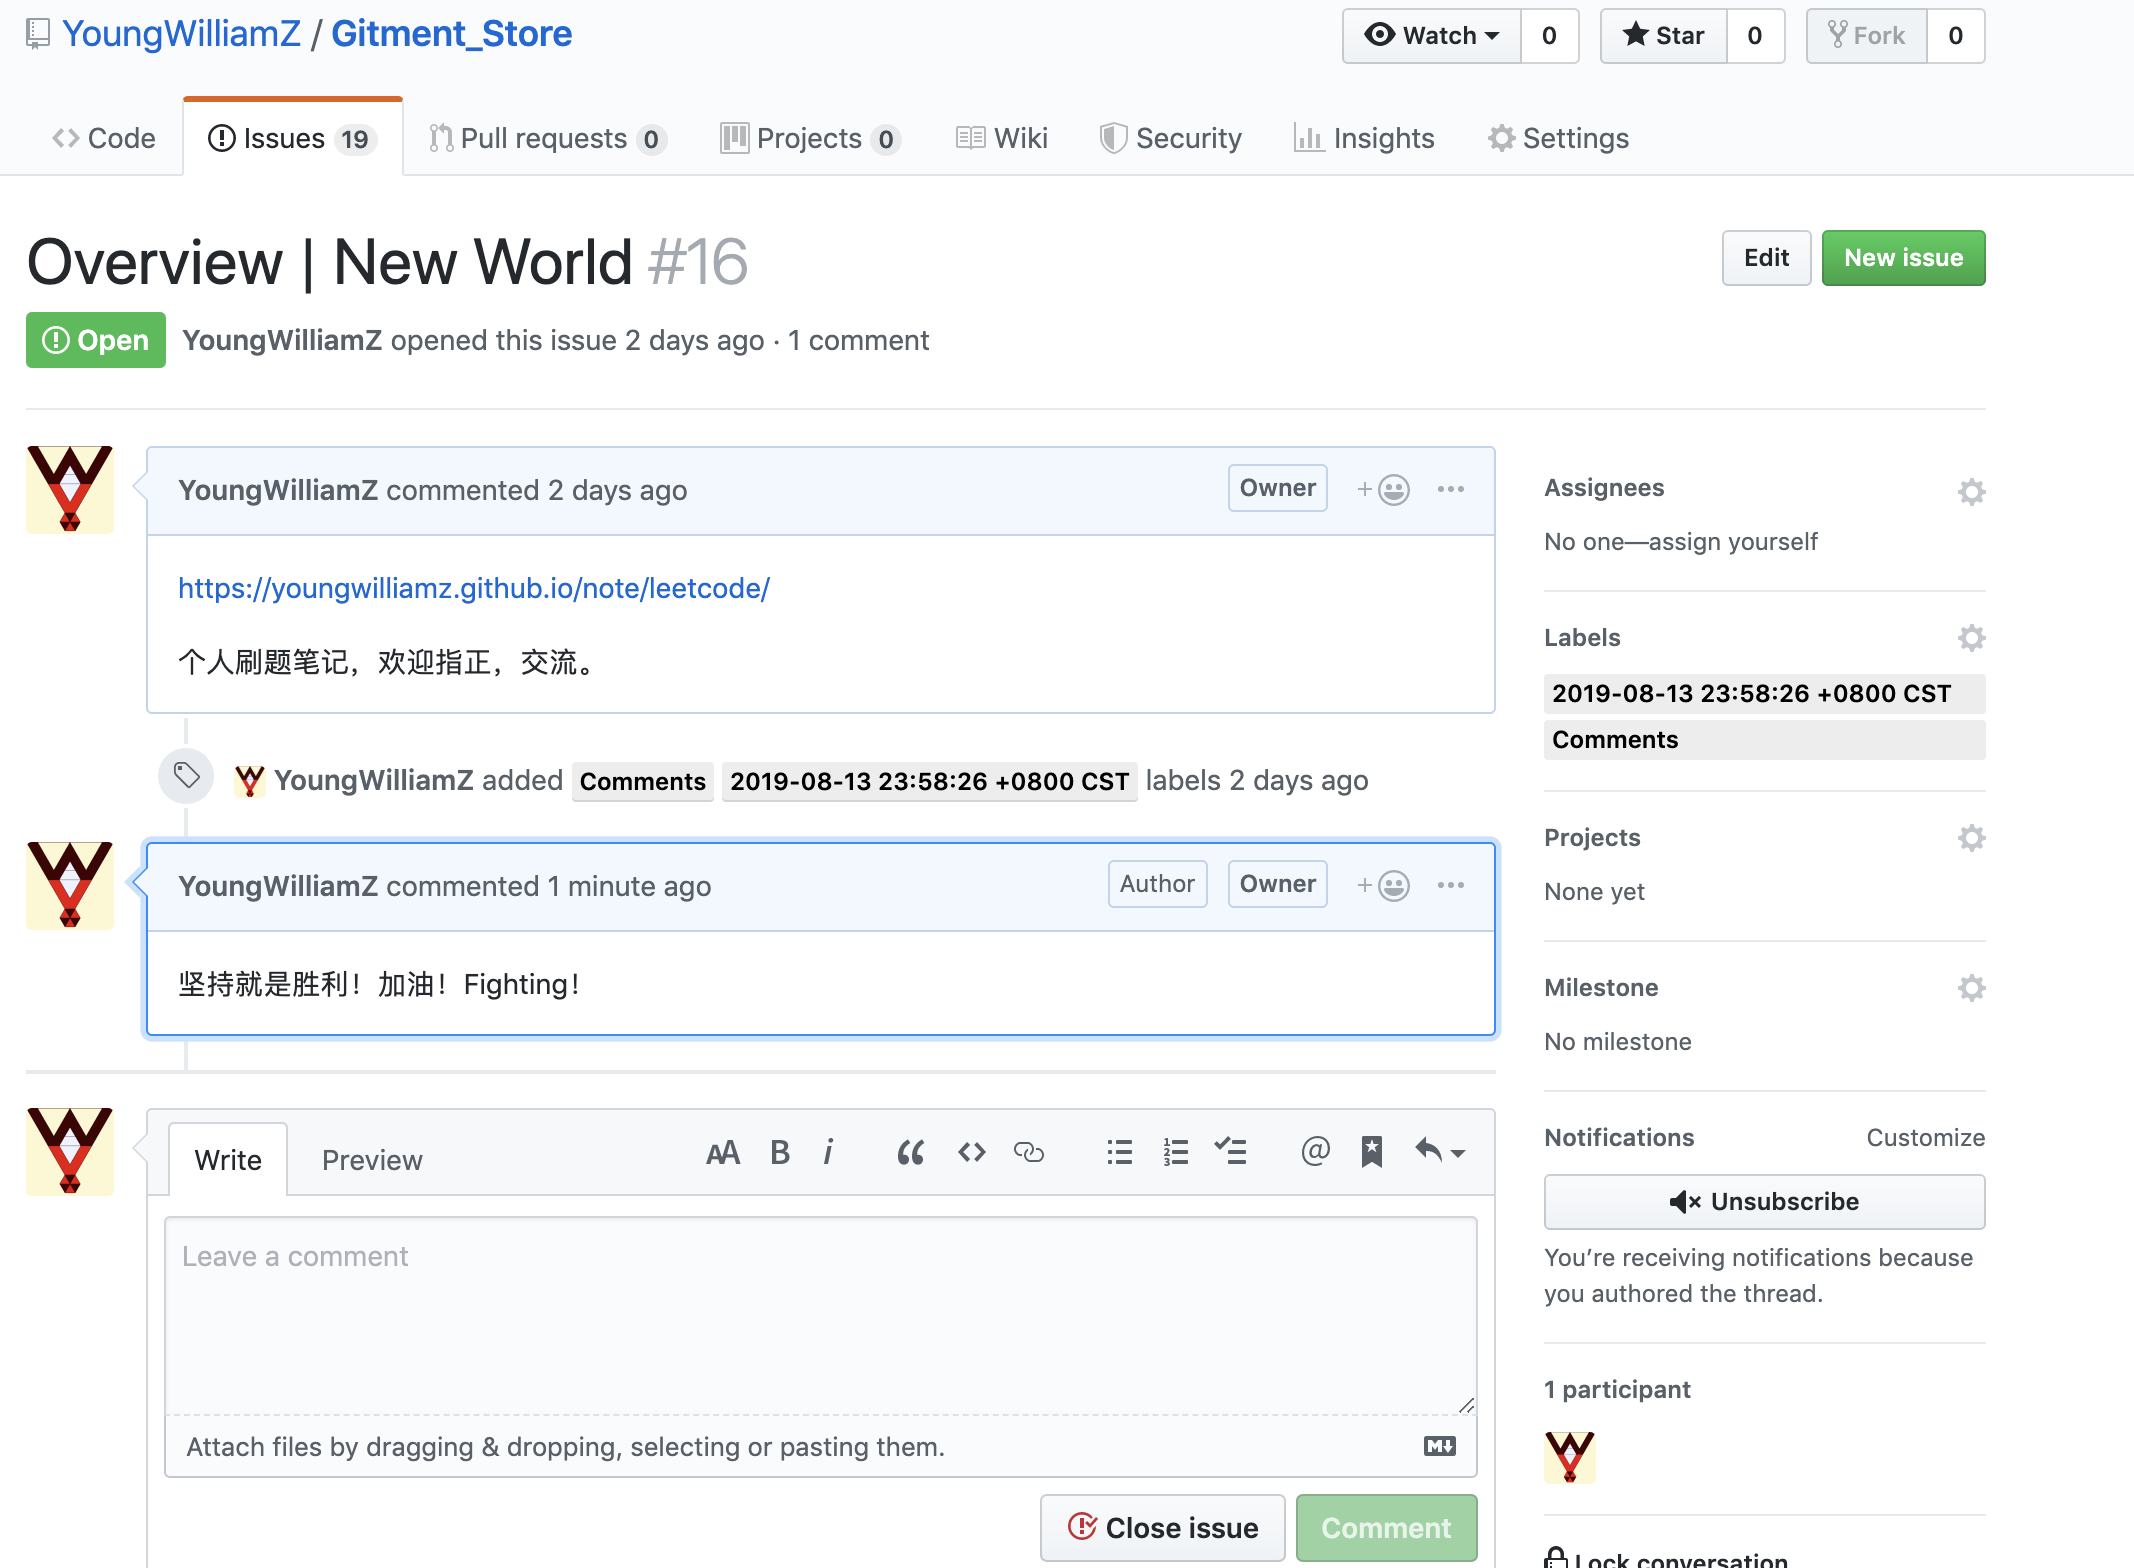 YoungWilliamZ / Gitment_Store
Watch 0 Star 0 Fork 0
Code Issues 19 Pull requests 0 Projects 0 Wiki Security Insights Settings
Overview | New World #16
Edit New issue
Open YoungWilliamZ opened this issue 2 days ago · 1 comment
YoungWilliamZ commented 2 days ago Owner
https://youngwilliamz.github.io/note/leetcode/
个人刷题笔记，欢迎指正，交流。
YoungWilliamZ added Comments 2019-08-13 23:58:26 +0800 CST labels 2 days ago
YoungWilliamZ commented 1 minute ago Author Owner
坚持就是胜利！加油！Fighting！
Write Preview
Leave a comment
Attach files by dragging & dropping, selecting or pasting them.
Close issue Comment
Assignees
No one—assign yourself
Labels
2019-08-13 23:58:26 +0800 CST
Comments
Projects
None yet
Milestone
No milestone
Notifications Customize
Unsubscribe
You’re receiving notifications because
you authored the thread.
1 participant
Lock conversation